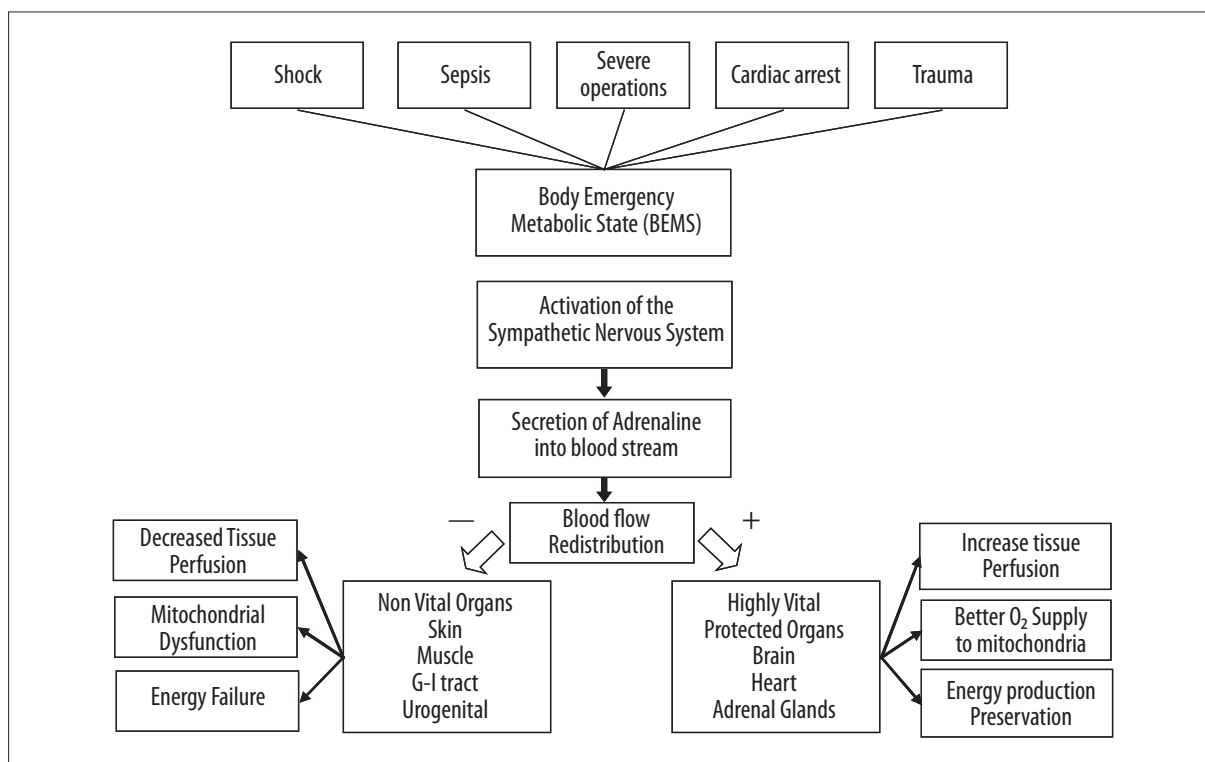 Shock
Sepsis
Severe
operations
Cardiac arrest
Trauma
Body Emergency
Metabolic State (BEMS)
Activation of the
Sympathetic Nervous System
Secretion of Adrenaline
into blood stream
Blood flow
Redistribution
—
+
Decreased Tissue
Perfusion
Mitochondrial
Dysfunction
Energy Failure
Non Vital Organs
Skin
Muscle
G-I tract
Urogenital
Highly Vital
Protected Organs
Brain
Heart
Adrenal Glands
Increase tissue
Perfusion
Better O₂ Supply
to mitochondria
Energy production
Preservation